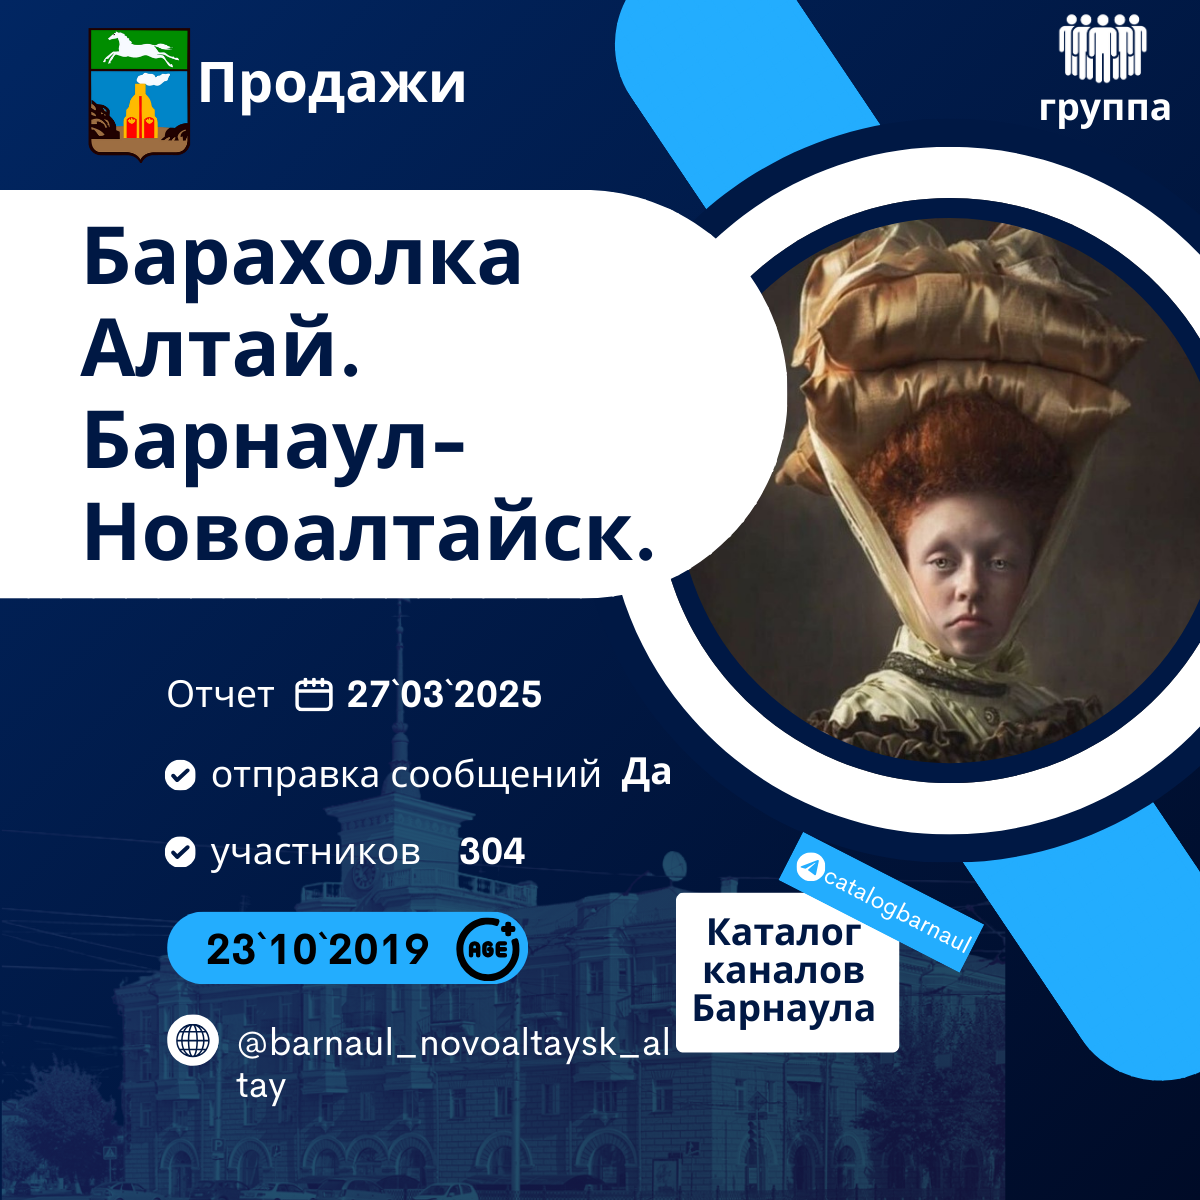 Продажи
группа
Барахолка
Алтай.
Барнаул-
Новоалтайск.
Отчет 27`03`2025
отправка сообщений Да
участников 304
23`10`2019 AGE+
catalogbarnaul
Каталог
каналов
Барнаула
@barnaul_novoaltaysk_al
tay